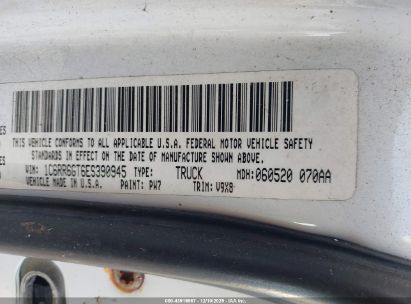 THIS VEHICLE CONFORMS TO ALL APPLICABLE U.S.A. FEDERAL MOTOR VEHICLE SAFETY
STANDARDS IN EFFECT ON THE DATE OF MANUFACTURE SHOWN ABOVE.
VIN: 1C6RR6GT6ES390945 TYPE: TRUCK MDH: 060520 070AA
VEHICLE MADE IN U.S.A. PAINT: PW7 TRIM: V9X8